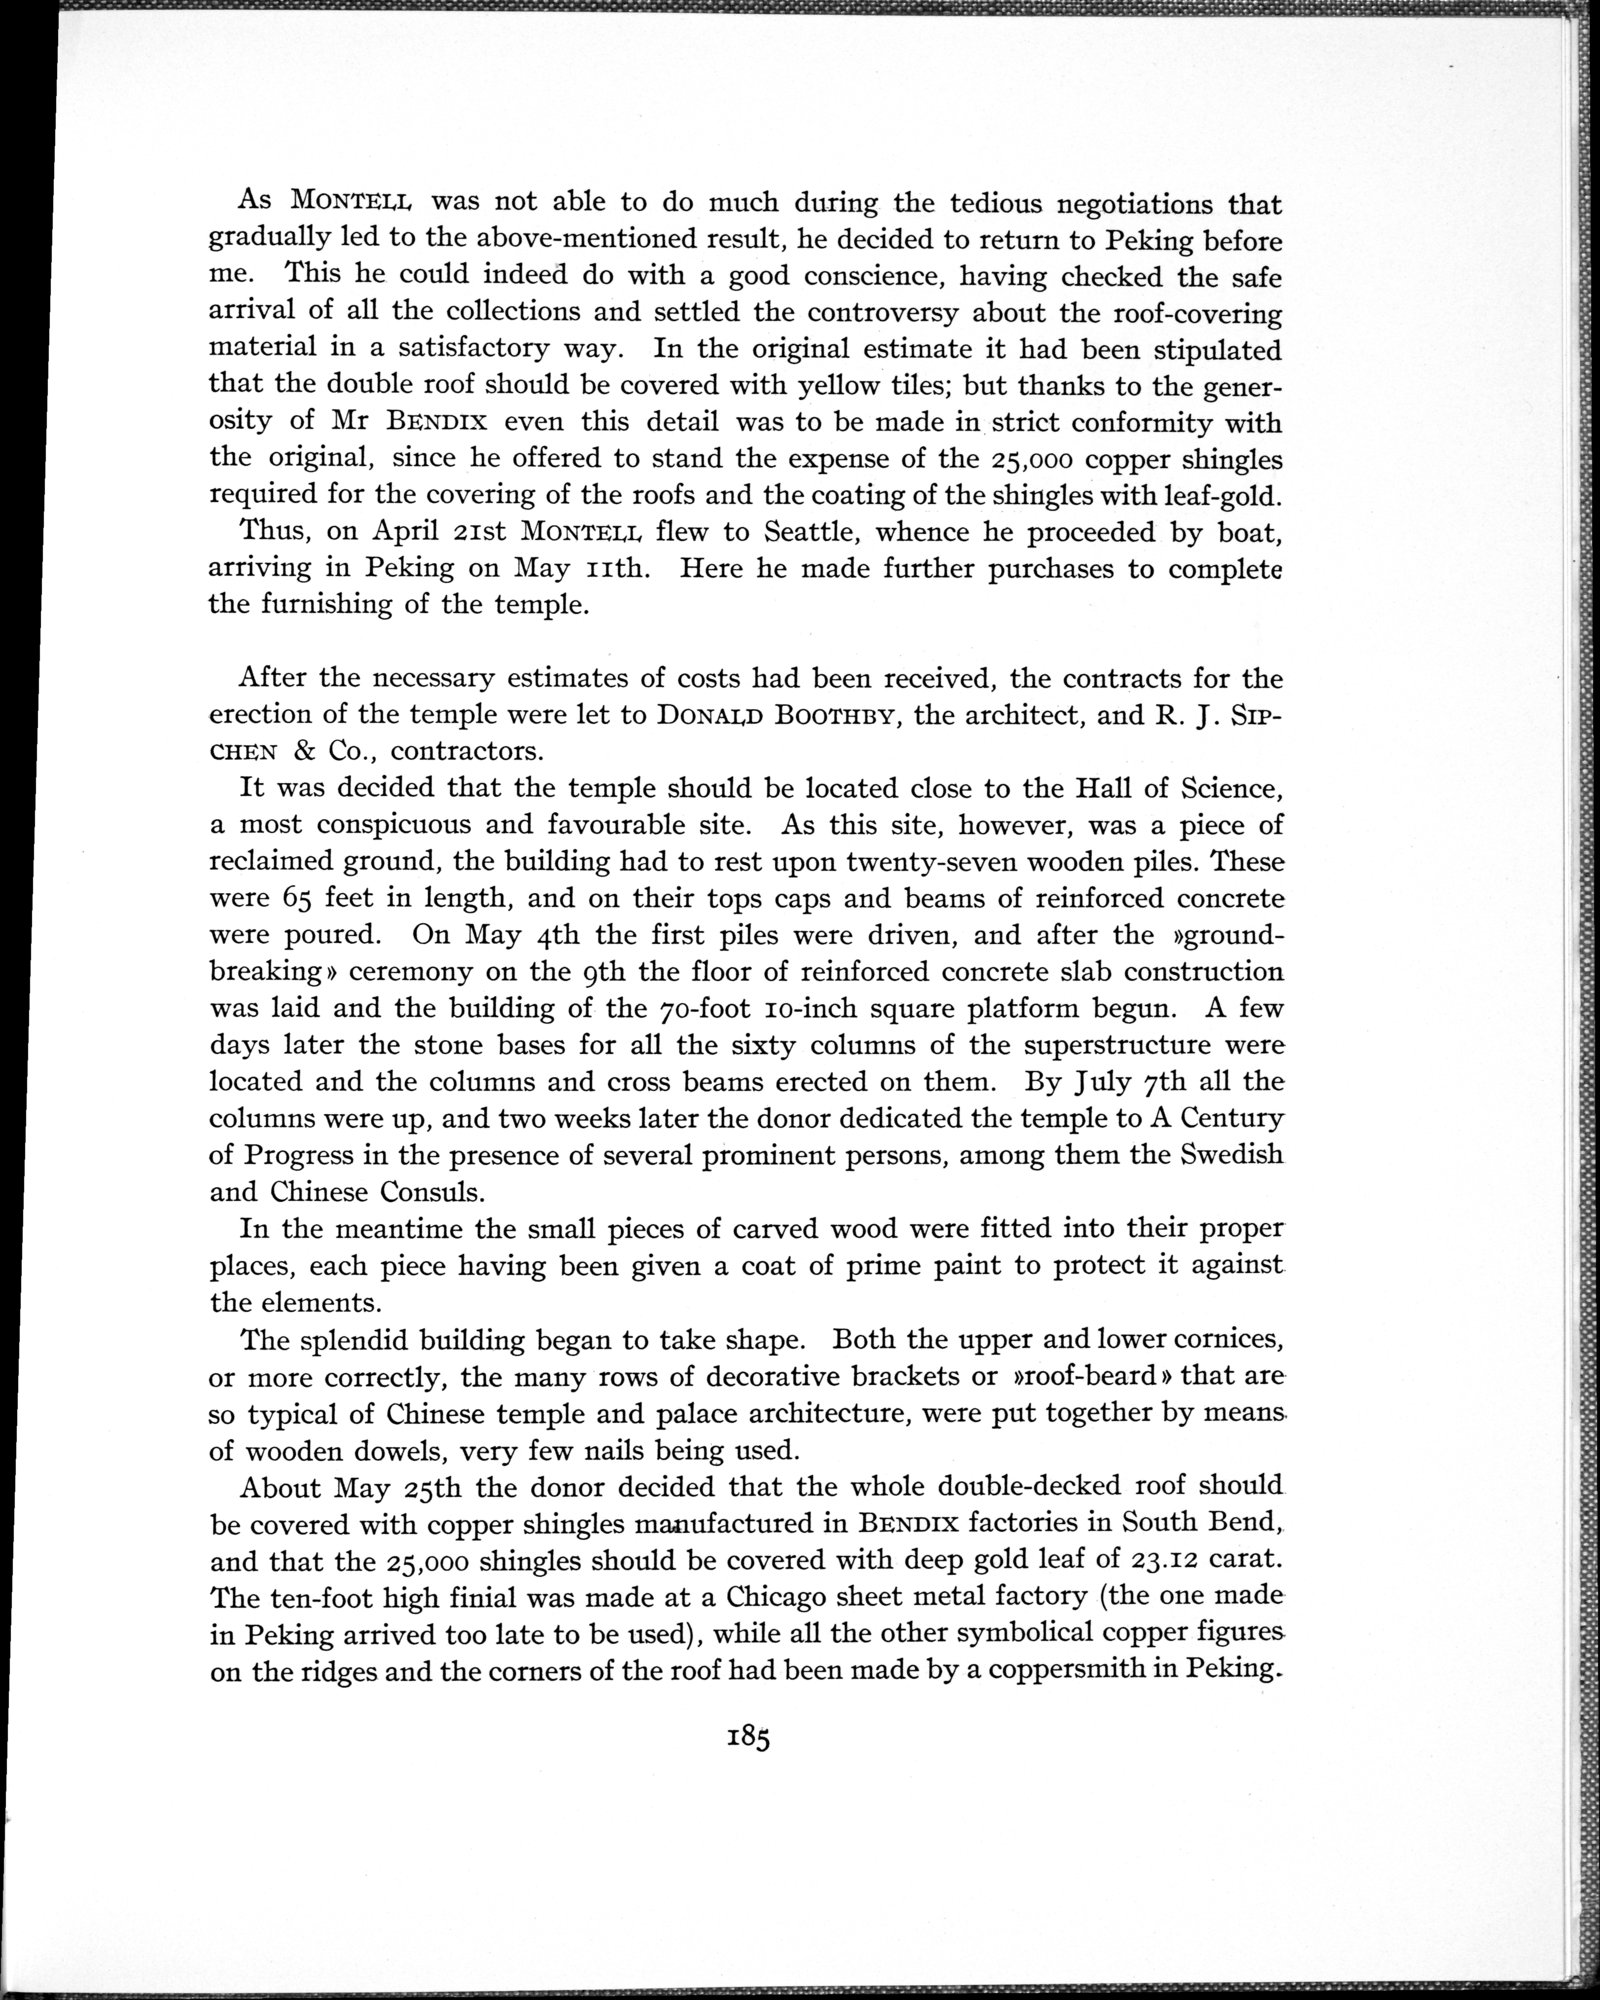 As MONTELL was not able to do much during the tedious negotiations that
gradually led to the above-mentioned result, he decided to return to Peking before
me. This he could indeed do with a good conscience, having checked the safe
arrival of all the collections and settled the controversy about the roof-covering
material in a satisfactory way. In the original estimate it had been stipulated
that the double roof should be covered with yellow tiles; but thanks to the gener-
osity of Mr BENDIX even this detail was to be made in strict conformity with
the original, since he offered to stand the expense of the 25,000 copper shingles
required for the covering of the roofs and the coating of the shingles with leaf-gold.
Thus, on April 21st MONTELL flew to Seattle, whence he proceeded by boat,
arriving in Peking on May 11th. Here he made further purchases to complete
the furnishing of the temple.
After the necessary estimates of costs had been received, the contracts for the
erection of the temple were let to DONALD BOOTHBY, the architect, and R. J. SIP-
CHEN & Co., contractors.
It was decided that the temple should be located close to the Hall of Science,
a most conspicuous and favourable site. As this site, however, was a piece of
reclaimed ground, the building had to rest upon twenty-seven wooden piles. These
were 65 feet in length, and on their tops caps and beams of reinforced concrete
were poured. On May 4th the first piles were driven, and after the »ground-
breaking» ceremony on the 9th the floor of reinforced concrete slab construction
was laid and the building of the 70-foot 10-inch square platform begun. A few
days later the stone bases for all the sixty columns of the superstructure were
located and the columns and cross beams erected on them. By July 7th all the
columns were up, and two weeks later the donor dedicated the temple to A Century
of Progress in the presence of several prominent persons, among them the Swedish
and Chinese Consuls.
In the meantime the small pieces of carved wood were fitted into their proper
places, each piece having been given a coat of prime paint to protect it against
the elements.
The splendid building began to take shape. Both the upper and lower cornices,
or more correctly, the many rows of decorative brackets or »roof-beard» that are
so typical of Chinese temple and palace architecture, were put together by means
of wooden dowels, very few nails being used.
About May 25th the donor decided that the whole double-decked roof should
be covered with copper shingles manufactured in BENDIX factories in South Bend,
and that the 25,000 shingles should be covered with deep gold leaf of 23.12 carat.
The ten-foot high finial was made at a Chicago sheet metal factory (the one made
in Peking arrived too late to be used), while all the other symbolical copper figures
on the ridges and the corners of the roof had been made by a coppersmith in Peking.
185